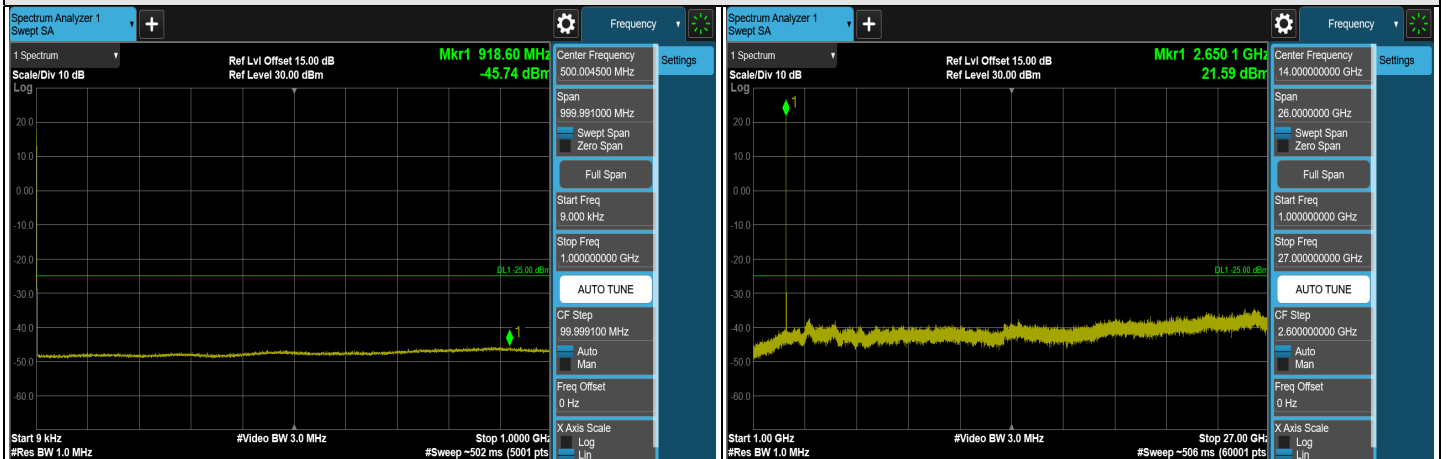 Spectrum Analyzer 1
Swept SA
+
Frequency
1 Spectrum
Scale/Div 10 dB
Log
Ref Lvl Offset 15.00 dB
Ref Level 30.00 dBm
Mkr1 918.60 MHz
-45.74 dBm
20.0
10.0
0.00
-10.0
-20.0
-30.0
-40.0
-50.0
-60.0
DL1 -25.00 dBm
1
Start 9 kHz
#Res BW 1.0 MHz
#Video BW 3.0 MHz
Stop 1.0000 GHz
#Sweep ~502 ms (5001 pts)
Center Frequency
500.004500 MHz
Settings
Span
999.991000 MHz
Swept Span
Zero Span
Full Span
Start Freq
9.000 kHz
Stop Freq
1.000000000 GHz
AUTO TUNE
CF Step
99.999100 MHz
Auto
Man
Freq Offset
0 Hz
X Axis Scale
Log
Lin
Spectrum Analyzer 1
Swept SA
+
Frequency
1 Spectrum
Scale/Div 10 dB
Log
Ref Lvl Offset 15.00 dB
Ref Level 30.00 dBm
Mkr1 2.650 1 GHz
21.59 dBm
1
20.0
10.0
0.00
-10.0
-20.0
-30.0
-40.0
-50.0
-60.0
DL1 -25.00 dBm
Start 1.00 GHz
#Res BW 1.0 MHz
#Video BW 3.0 MHz
Stop 27.00 GHz
#Sweep ~506 ms (60001 pts)
Center Frequency
14.000000000 GHz
Settings
Span
26.0000000 GHz
Swept Span
Zero Span
Full Span
Start Freq
1.000000000 GHz
Stop Freq
27.000000000 GHz
AUTO TUNE
CF Step
2.600000000 GHz
Auto
Man
Freq Offset
0 Hz
X Axis Scale
Log
Lin